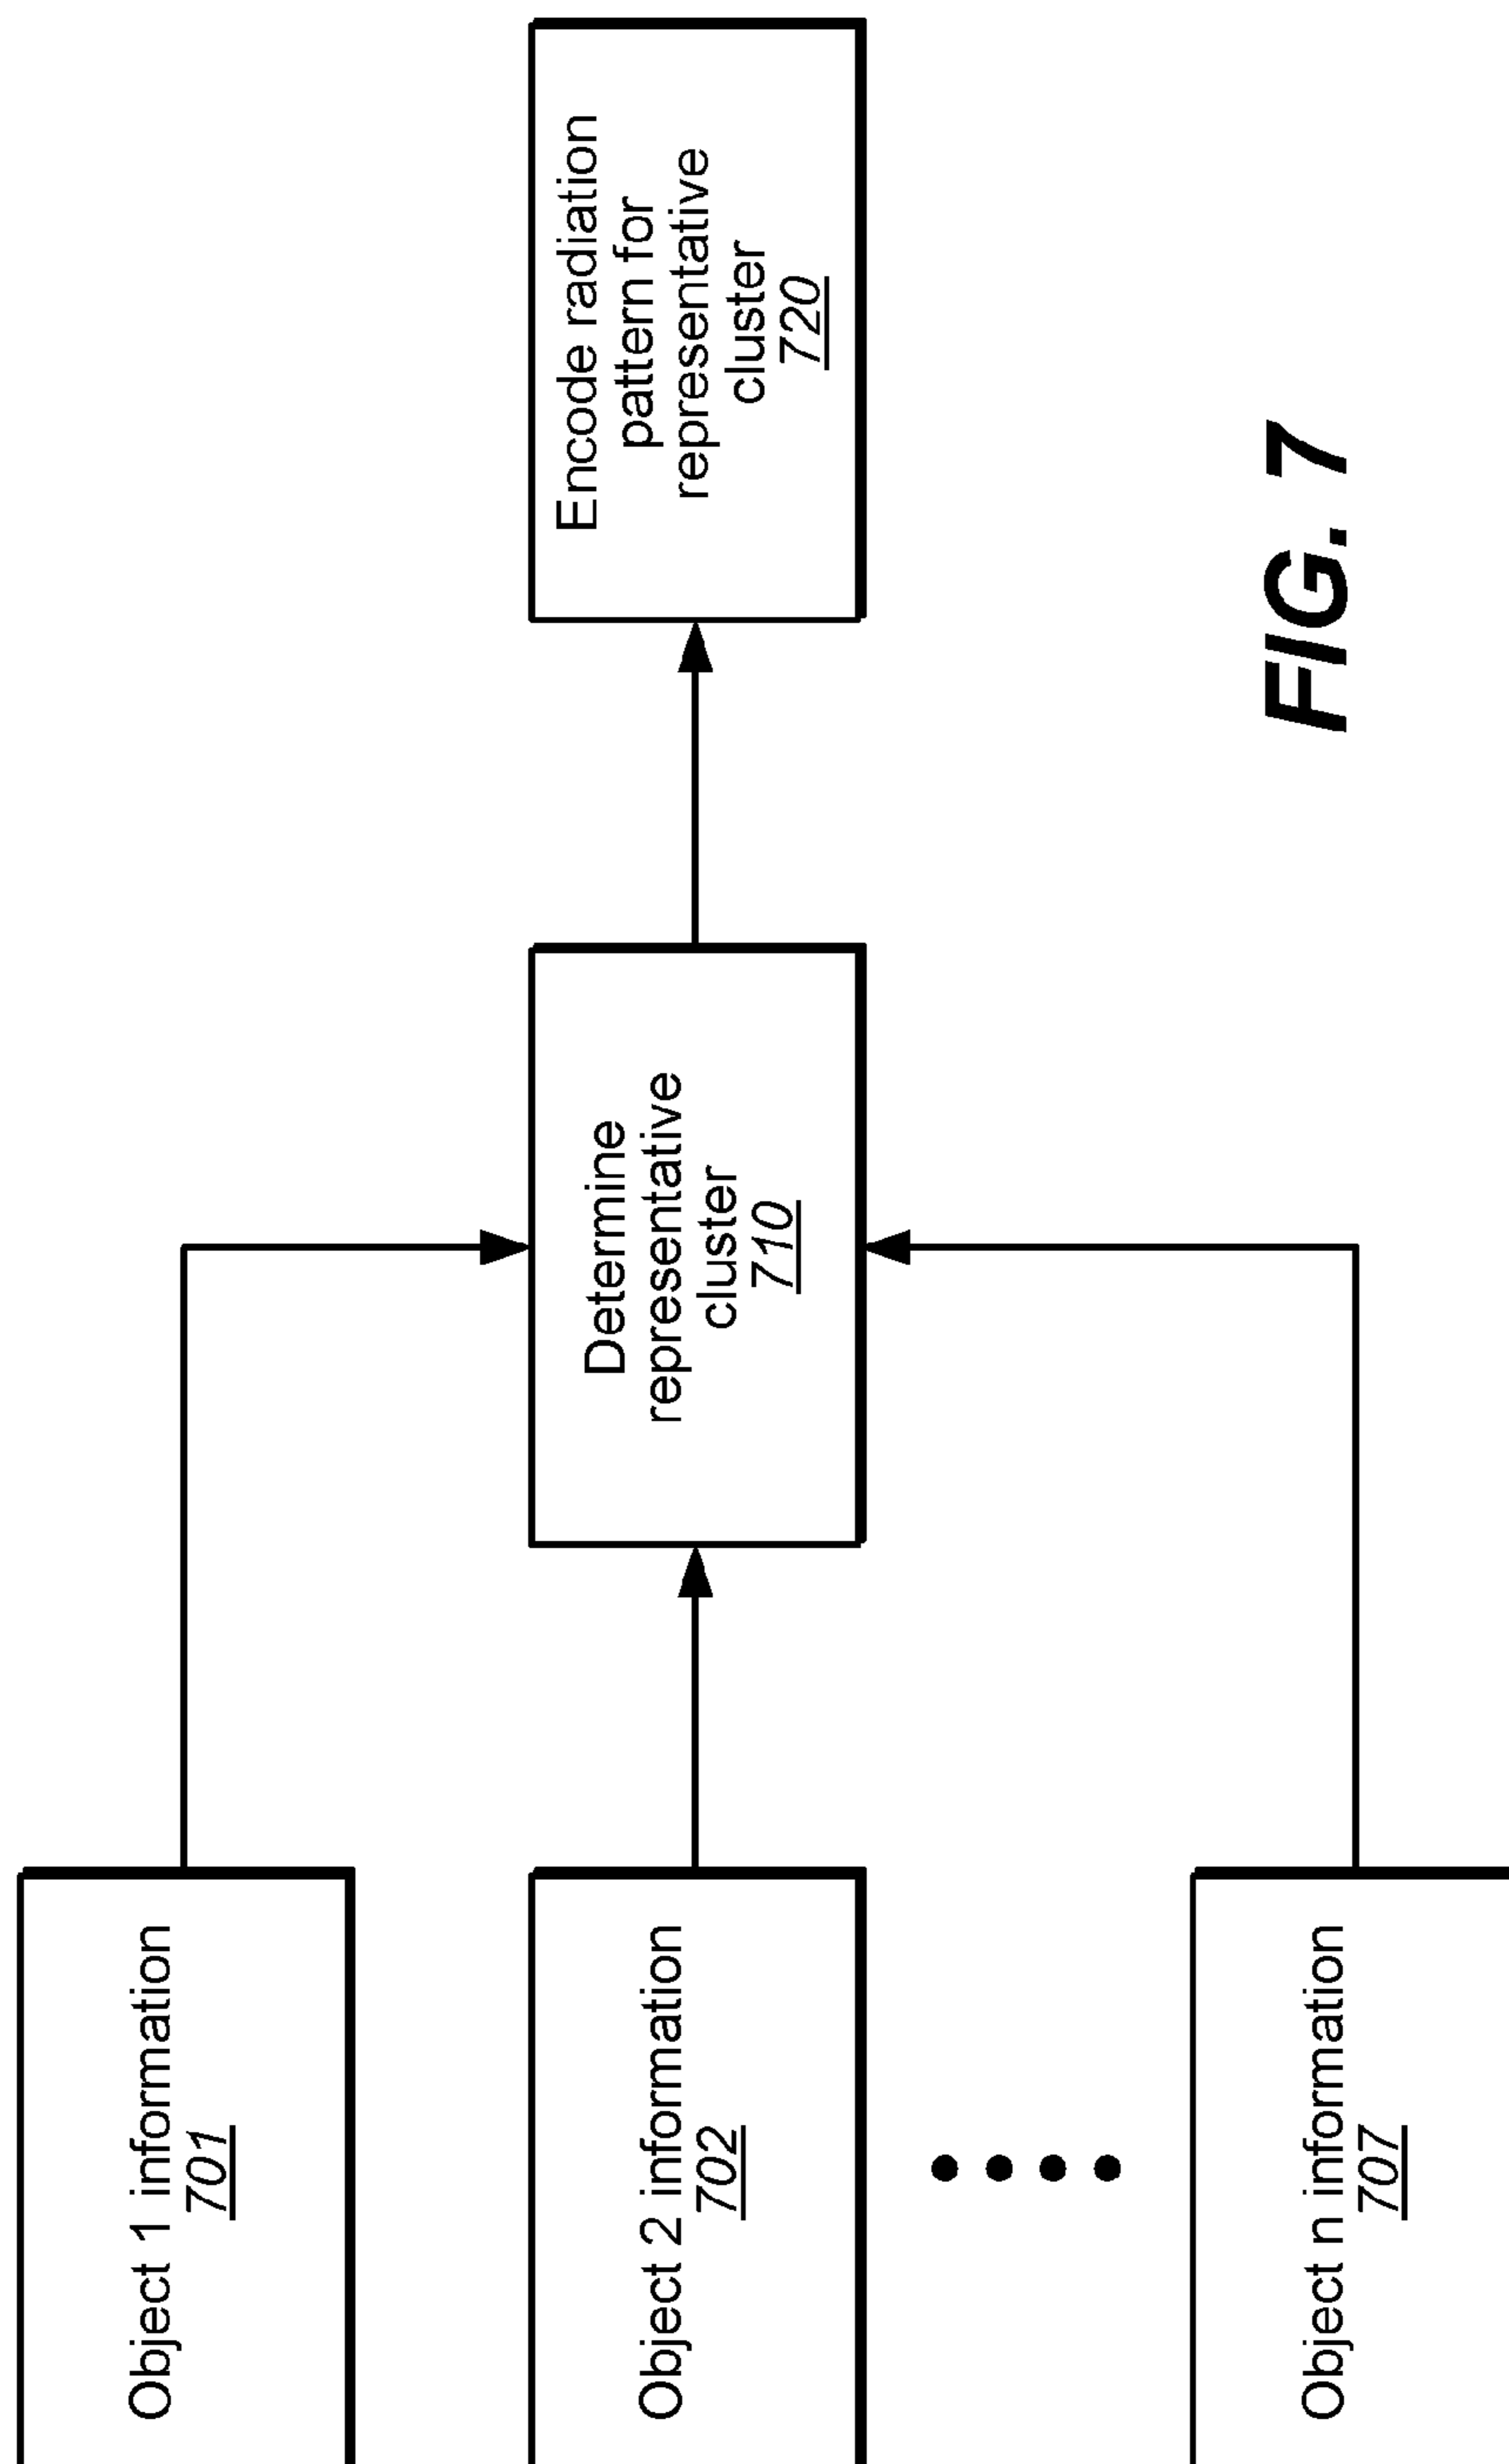 Object 1 information
701
Object 2 information
702
Object n information
707
Determine
representative
cluster
710
Encode radiation
pattern for
representative
cluster
720
FIG. 7